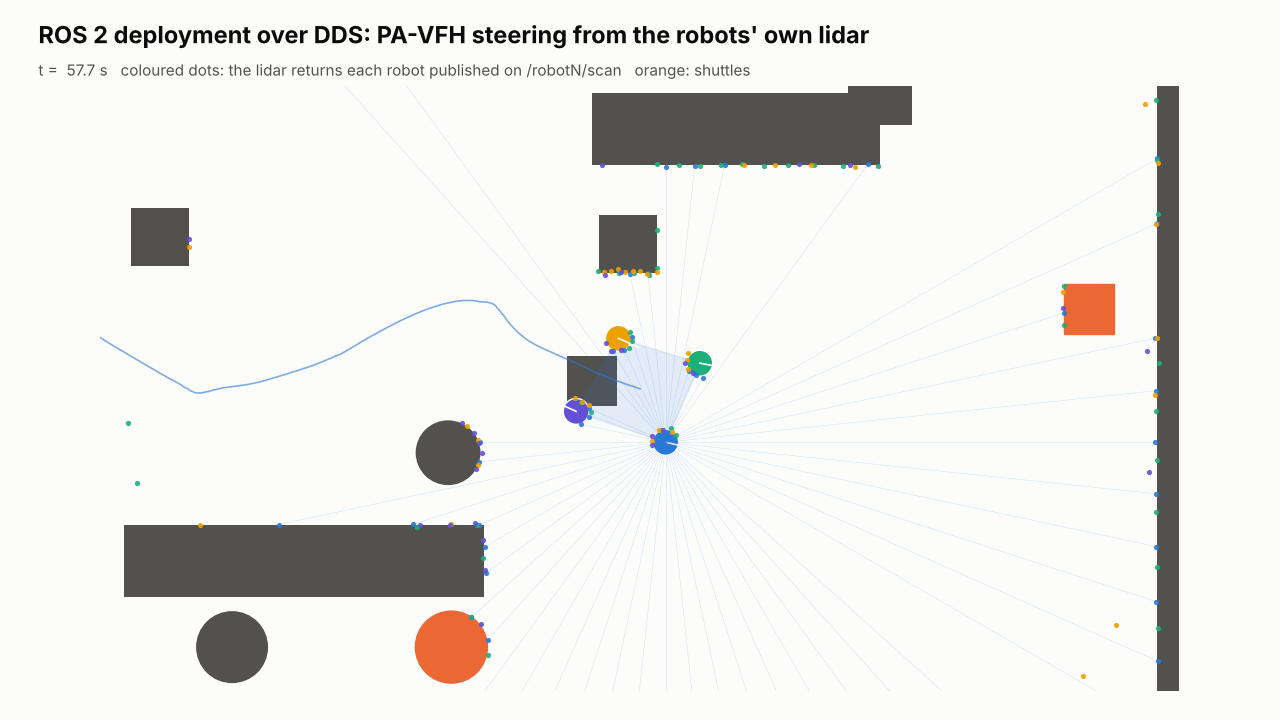 ROS 2 deployment over DDS: PA-VFH steering from the robots' own lidar
t =  57.7 s   coloured dots: the lidar returns each robot published on /robotN/scan   orange: shuttles